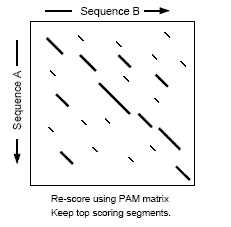 Sequence B
Sequence A
Re-score using PAM matrix
Keep top scoring segments.